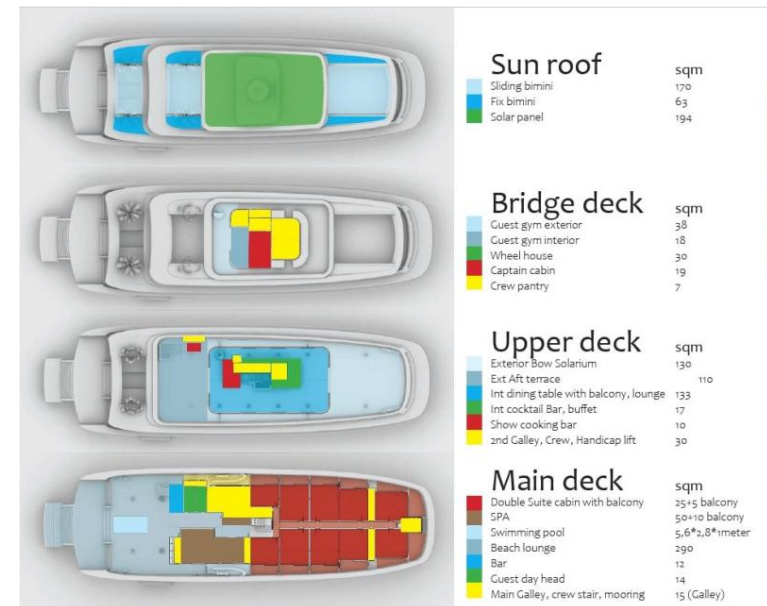 Sun roof sqm
Sliding bimini 170
Fix bimini 63
Solar panel 194
Bridge deck sqm
Guest gym exterior 38
Guest gym interior 18
Wheel house 30
Captain cabin 19
Crew pantry 7
Upper deck sqm
Exterior Bow Solarium 130
Ext Aft terrace 110
Int dining table with balcony, lounge 133
Int cocktail Bar, buffet 17
Show cooking bar 10
2nd Galley, Crew, Handicap lift 30
Main deck sqm
Double Suite cabin with balcony 25+5 balcony
SPA 50+10 balcony
Swimming pool 5,6*2,8*1meter
Beach lounge 290
Bar 12
Guest day head 14
Main Galley, crew stair, mooring 15 (Galley)